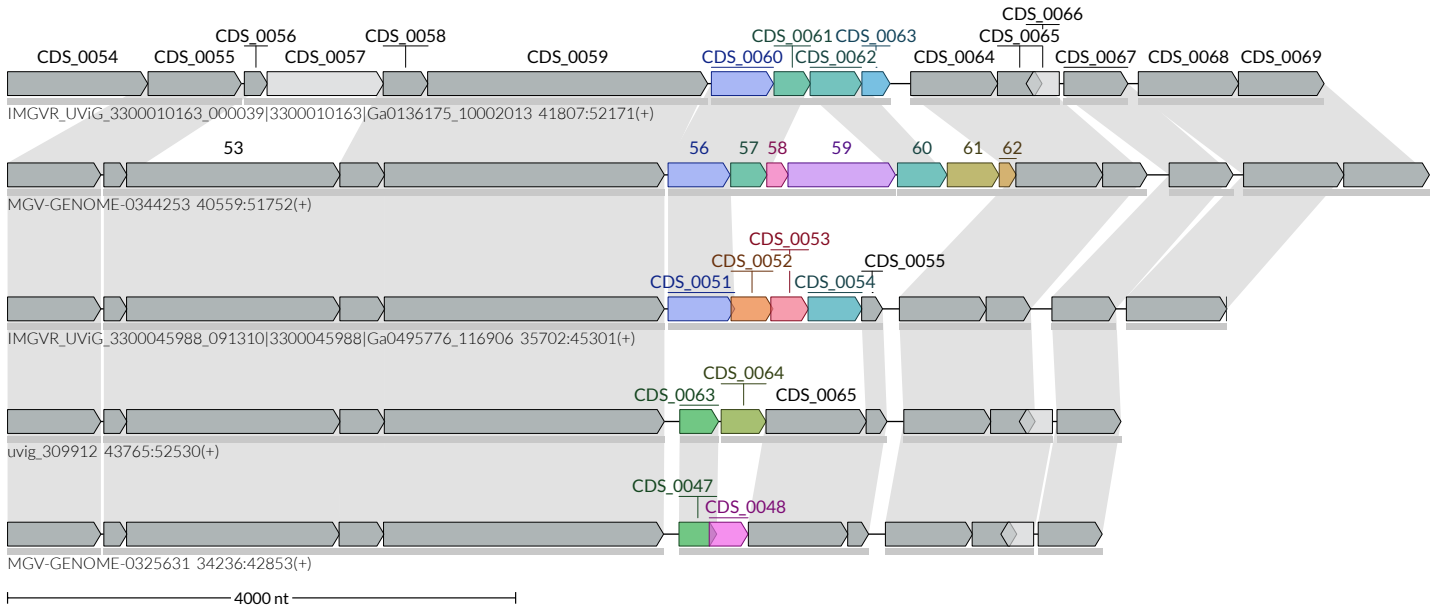 CDS_0066
CDS_0056 CDS_0058 CDS_0061 CDS_0063 CDS_0065
CDS_0054 CDS_0055 CDS_0057 CDS_0059 CDS_0060 CDS_0062 CDS_0064 CDS_0067 CDS_0068 CDS_0069
IMGVR_UViG_3300010163_000039|3300010163|Ga0136175_10002013 41807:52171(+)
53 56 57 58 59 60 61 62
MGV-GENOME-0344253 40559:51752(+)
CDS_0053
CDS_0052 CDS_0055
CDS_0051 CDS_0054
IMGVR_UViG_3300045988_091310|3300045988|Ga0495776_116906 35702:45301(+)
CDS_0064
CDS_0063 CDS_0065
uvig_309912 43765:52530(+)
CDS_0047
CDS_0048
MGV-GENOME-0325631 34236:42853(+)
4000 nt